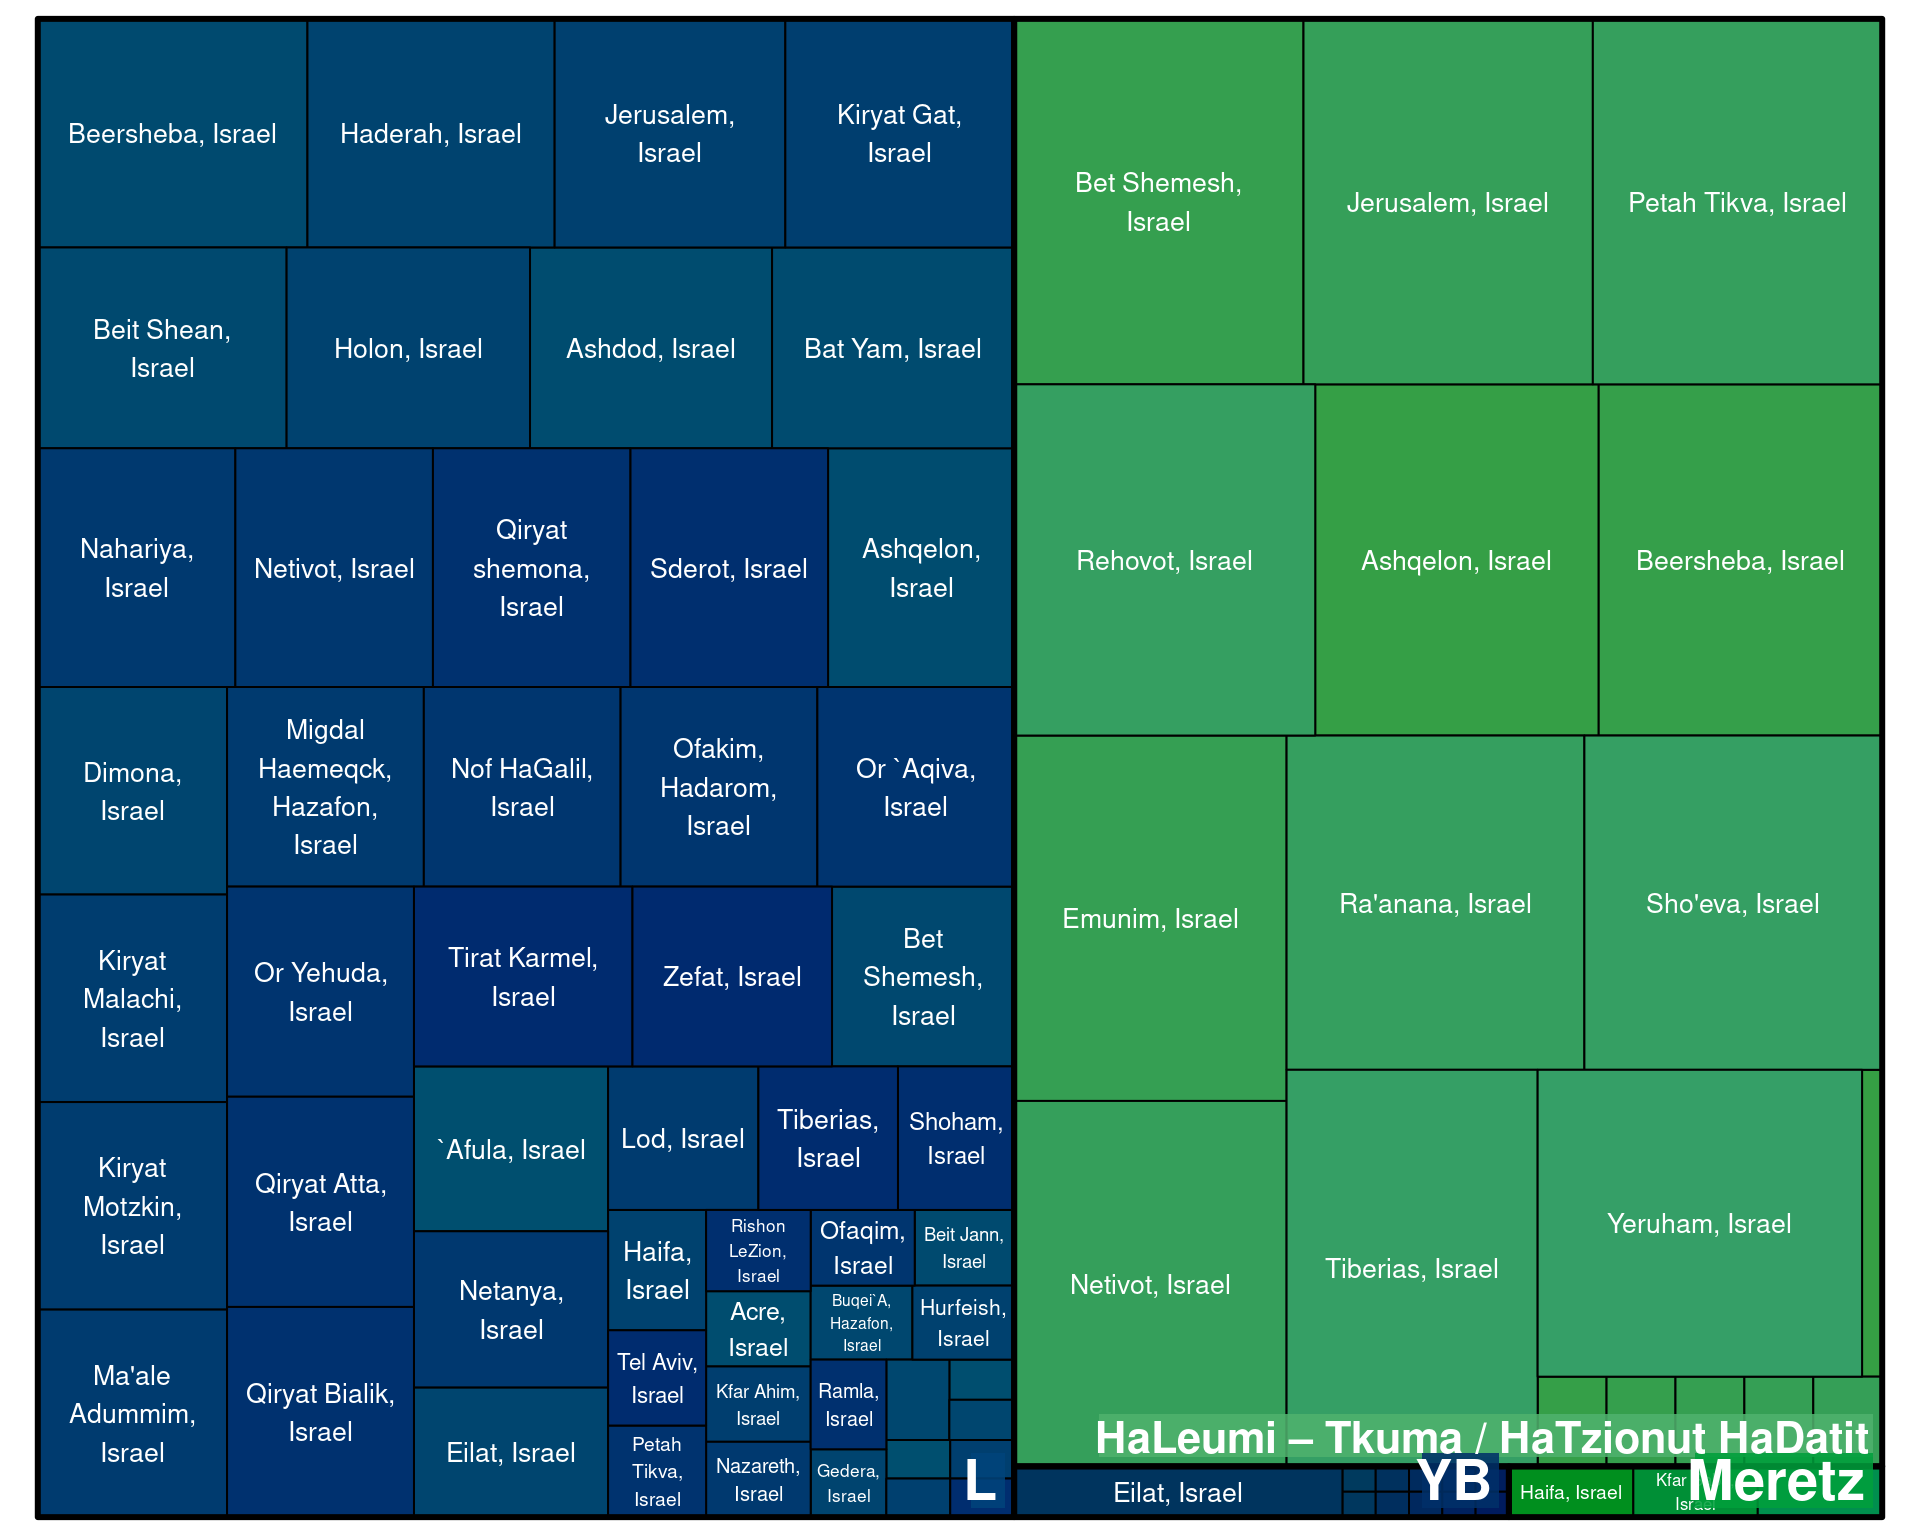 Beersheba, Israel
Haderah, Israel
Jerusalem,
Israel
Kiryat Gat,
Israel
Beit Shean,
Israel
Holon, Israel
Ashdod, Israel
Bat Yam, Israel
Nahariya,
Israel
Netivot, Israel
Qiryat
shemona,
Israel
Sderot, Israel
Ashqelon,
Israel
Dimona,
Israel
Migdal
Haemeqck,
Hazafon,
Israel
Nof HaGalil,
Israel
Ofakim,
Hadarom,
Israel
Or `Aqiva,
Israel
Kiryat
Malachi,
Israel
Or Yehuda,
Israel
Tirat Karmel,
Israel
Zefat, Israel
Bet
Shemesh,
Israel
Kiryat
Motzkin,
Israel
Qiryat Atta,
Israel
`Afula, Israel
Lod, Israel
Tiberias,
Israel
Shoham,
Israel
Ma'ale
Adummim,
Israel
Qiryat Bialik,
Israel
Netanya,
Israel
Eilat, Israel
Haifa,
Israel
Rishon
LeZion,
Israel
Ofaqim,
Israel
Beit Jann,
Israel
Acre,
Israel
Buqei`A,
Hazafon,
Israel
Hurfeish,
Israel
Tel Aviv,
Israel
Kfar Ahim,
Israel
Ramla,
Israel
Petah
Tikva,
Israel
Nazareth,
Israel
Gedera,
Israel
L
Bet Shemesh,
Israel
Jerusalem, Israel
Petah Tikva, Israel
Rehovot, Israel
Ashqelon, Israel
Beersheba, Israel
Emunim, Israel
Ra'anana, Israel
Sho'eva, Israel
Netivot, Israel
Tiberias, Israel
Yeruham, Israel
HaLeumi – Tkuma / HaTzionut HaDatit
Eilat, Israel
YB
Haifa, Israel
Kfar
Israel
Meretz